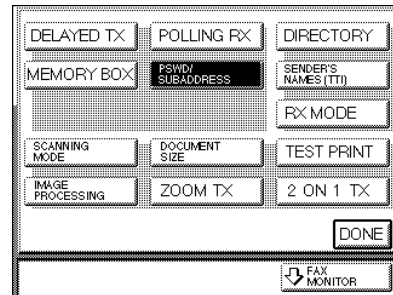 DELAYED TX
POLLING RX
DIRECTORY
MEMORY BOX
PSWD/
SUBADDRESS
SENDER'S
NAMES (TTI)
RX MODE
SCANNING
MODE
DOCUMENT
SIZE
TEST PRINT
IMAGE
PROCESSING
ZOOM TX
2 ON 1 TX
DONE
FAX
MONITOR